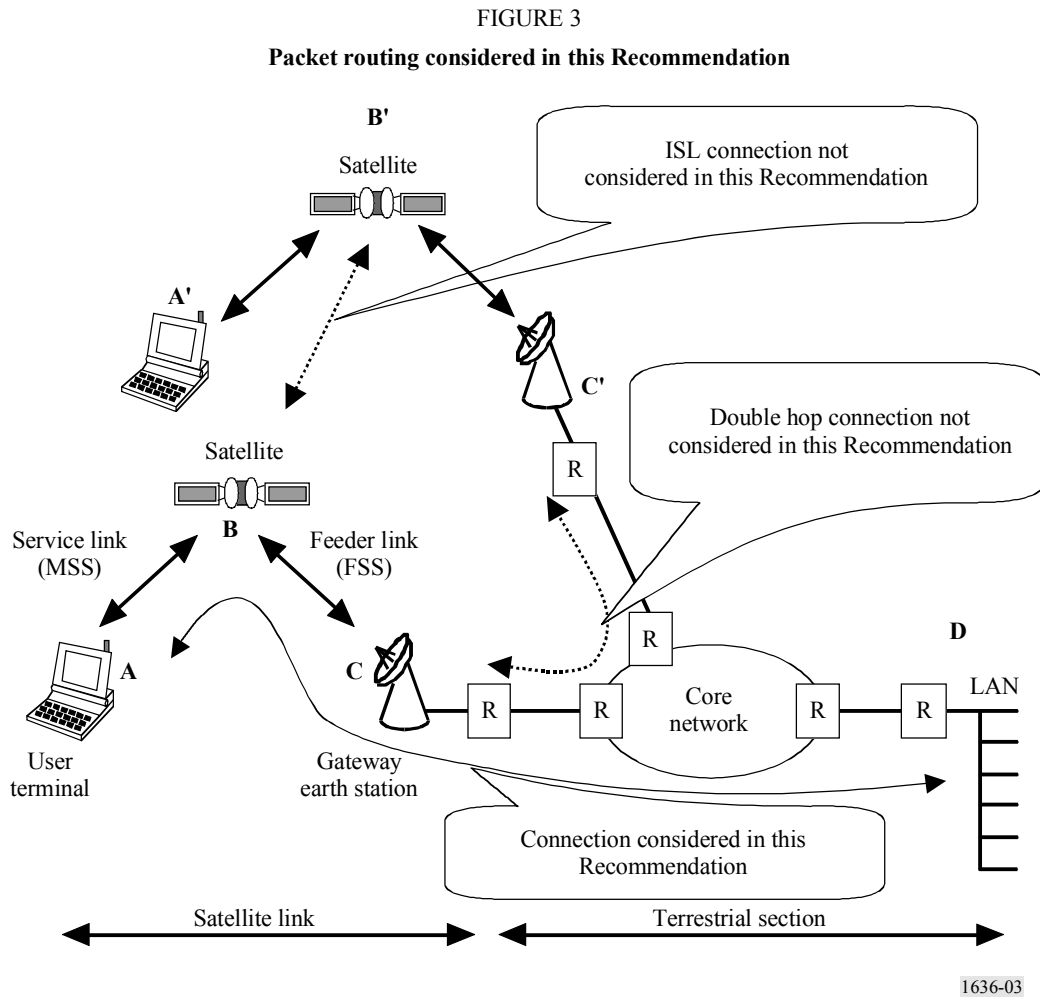 FIGURE 3
Packet routing considered in this Recommendation
B'
Satellite
ISL connection not
considered in this Recommendation
A'
C'
Double hop connection not
considered in this Recommendation
R
Satellite
B
Service link
(MSS)
Feeder link
(FSS)
A
C
R
D
LAN
R
R
Core
network
R
R
User
terminal
Gateway
earth station
Connection considered in this
Recommendation
Satellite link
Terrestrial section
1636-03